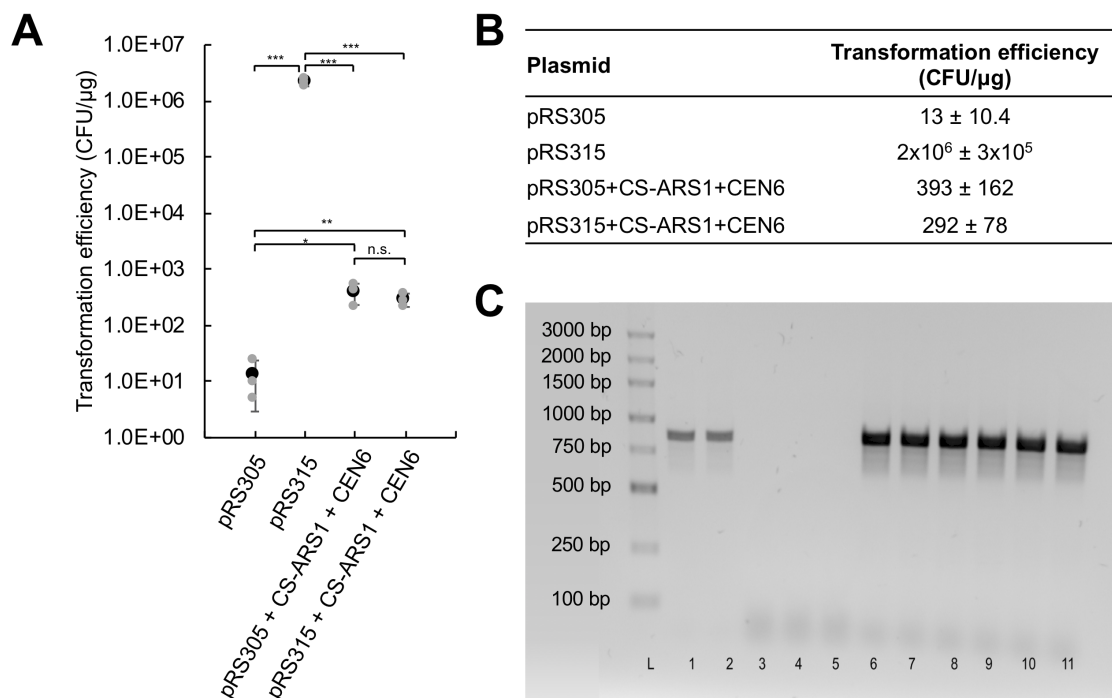 A
Transformation efficiency (CFU/µg)
1.0E+07
1.0E+06
1.0E+05
1.0E+04
1.0E+03
1.0E+02
1.0E+01
1.0E+00
***
***
***
**
*
n.s.
pRS305
pRS315
pRS305 + CS-ARS1 + CEN6
pRS315 + CS-ARS1 + CEN6
B
Plasmid Transformation efficiency
(CFU/µg)
pRS305 13 ± 10.4
pRS315 2x10⁶ ± 3x10⁵
pRS305+CS-ARS1+CEN6 393 ± 162
pRS315+CS-ARS1+CEN6 292 ± 78
C
3000 bp
2000 bp
1500 bp
1000 bp
750 bp
500 bp
250 bp
100 bp
L 1 2 3 4 5 6 7 8 9 10 11